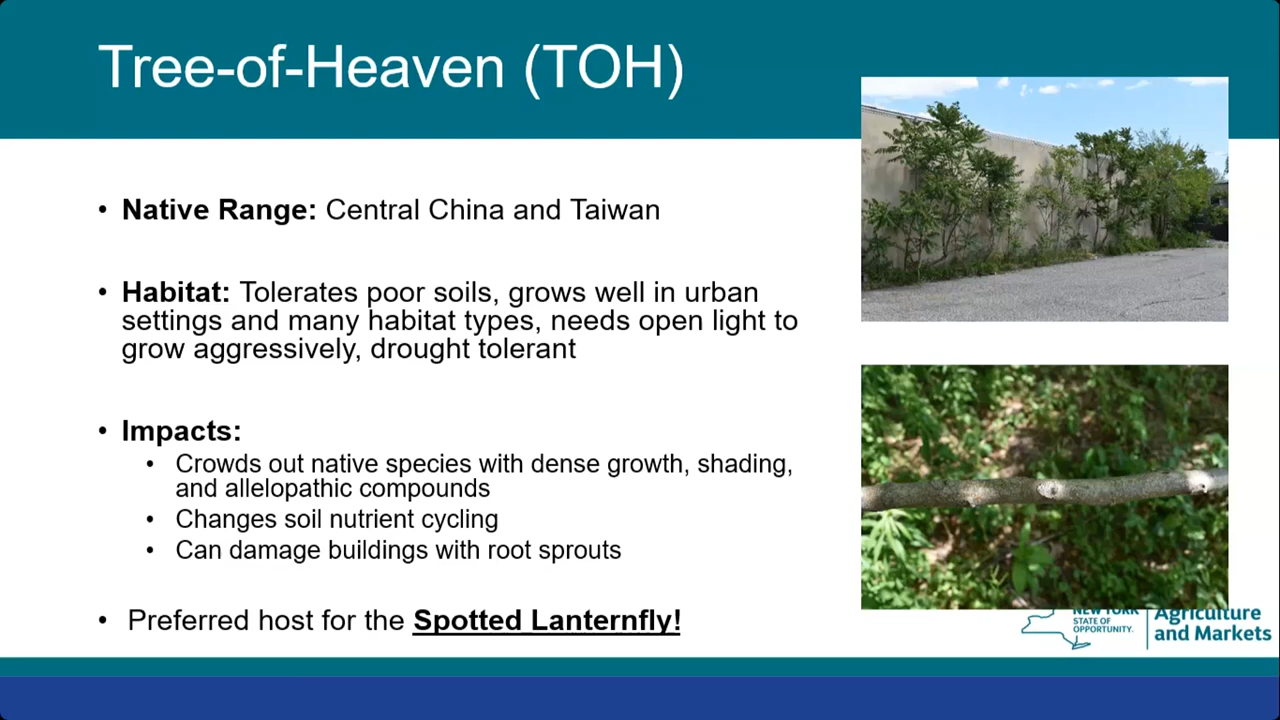 Tree-of-Heaven (TOH)
• Native Range: Central China and Taiwan
• Habitat: Tolerates poor soils, grows well in urban
settings and many habitat types, needs open light to
grow aggressively, drought tolerant
• Impacts:
• Crowds out native species with dense growth, shading,
and allelopathic compounds
• Changes soil nutrient cycling
• Can damage buildings with root sprouts
• Preferred host for the Spotted Lanternfly!
NEW YORK
STATE OF
OPPORTUNITY.
Agriculture
and Markets